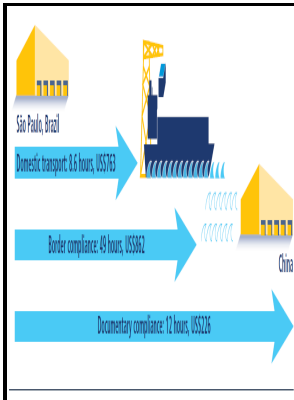 São Paulo, Brazil
Domestic transport: 8.6 hours, US$763
Border compliance: 49 hours, US$862
China
Documentary compliance: 12 hours, US$226